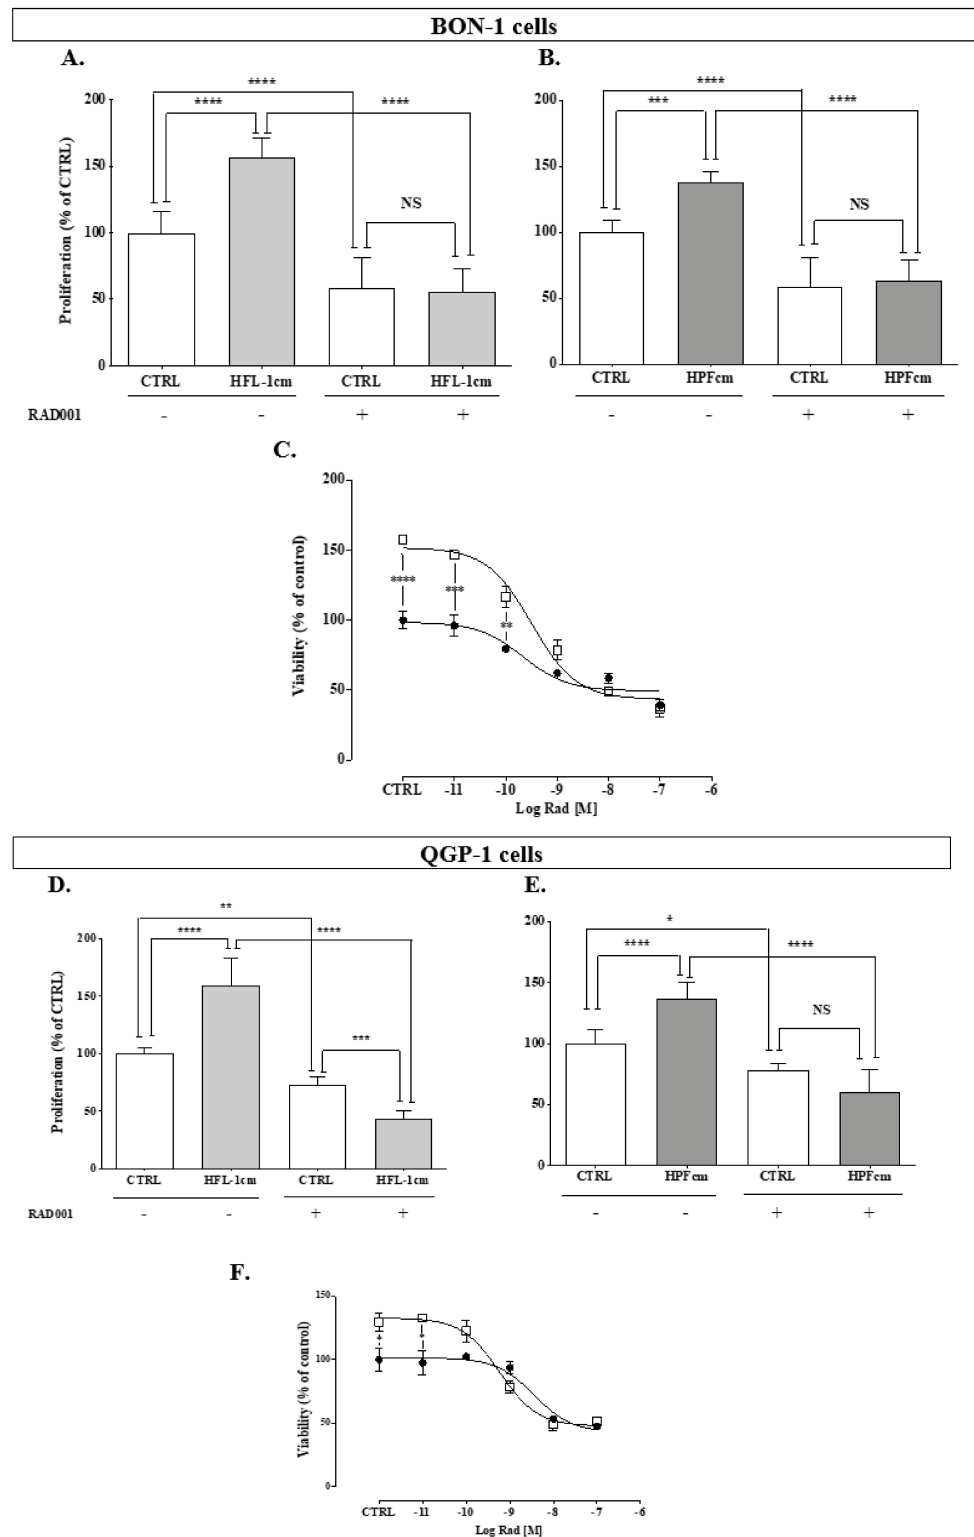 BON-1 cells
A.
B.
****
****
****
****
***
****
NS
NS
Proliferation (% of CTRL)
200
150
100
50
0
200
150
100
50
0
CTRL HFL-1cm CTRL HFL-1cm
CTRL HPFcm CTRL HPFcm
RAD001 - - + +
- - + +
C.
Viability (% of control)
200
150
100
50
0
****
***
**
CTRL -11 -10 -9 -8 -7 -6
Log Rad [M]
QGP-1 cells
D.
E.
**
****
****
***
*
****
****
NS
Proliferation (% of CTRL)
200
150
100
50
0
200
150
100
50
0
CTRL HFL-1cm CTRL HFL-1cm
CTRL HPFcm CTRL HPFcm
RAD001 - - + +
- - + +
F.
Viability (% of control)
150
100
50
0
*
*
CTRL -11 -10 -9 -8 -7 -6
Log Rad [M]